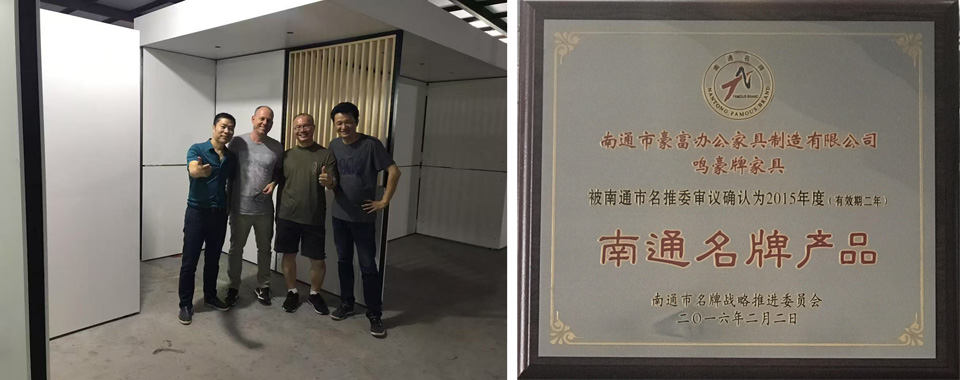 南通名牌
FAMOUS BRAND
NANTONG FAMOUS BRAND
南通市豪富办公家具制造有限公司
鸣豪牌家具
被南通市名推委审议确认为2015年度（有效期二年）
南通名牌产品
南通市名牌战略推进委员会
二〇一六年二月二日